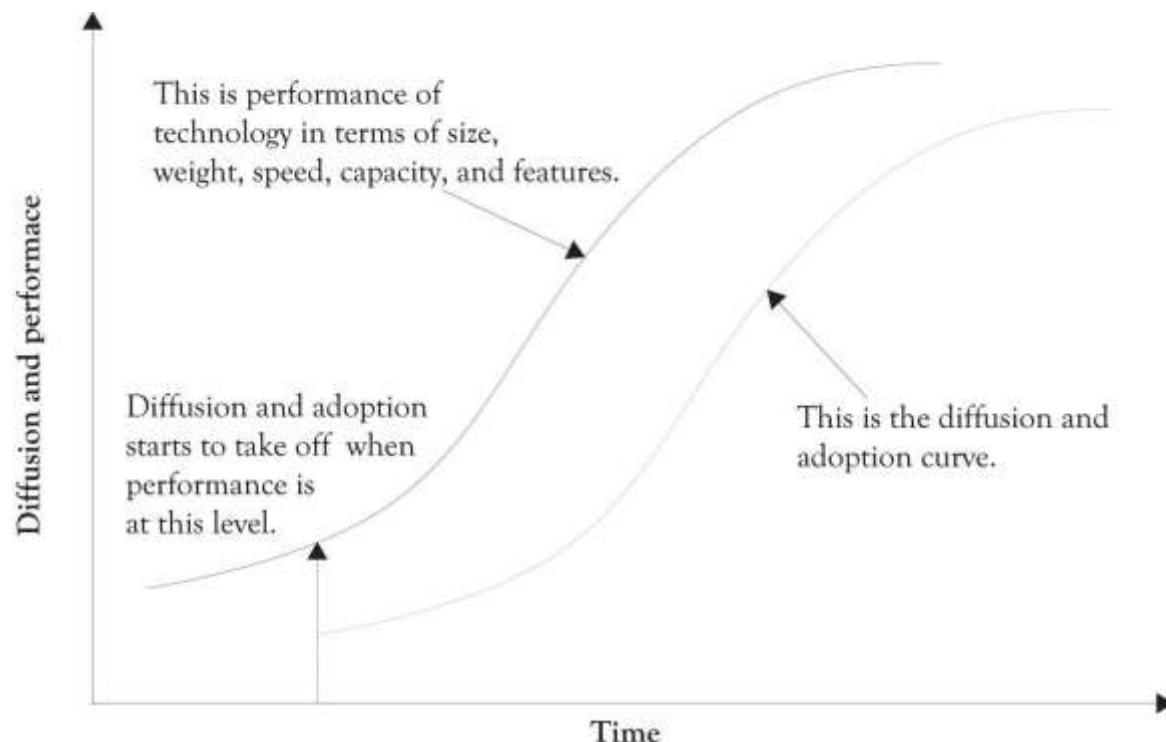 This is performance of
technology in terms of size,
weight, speed, capacity, and features.
Diffusion and performace
Diffusion and adoption
starts to take off when
performance is
at this level.
This is the diffusion and
adoption curve.
Time